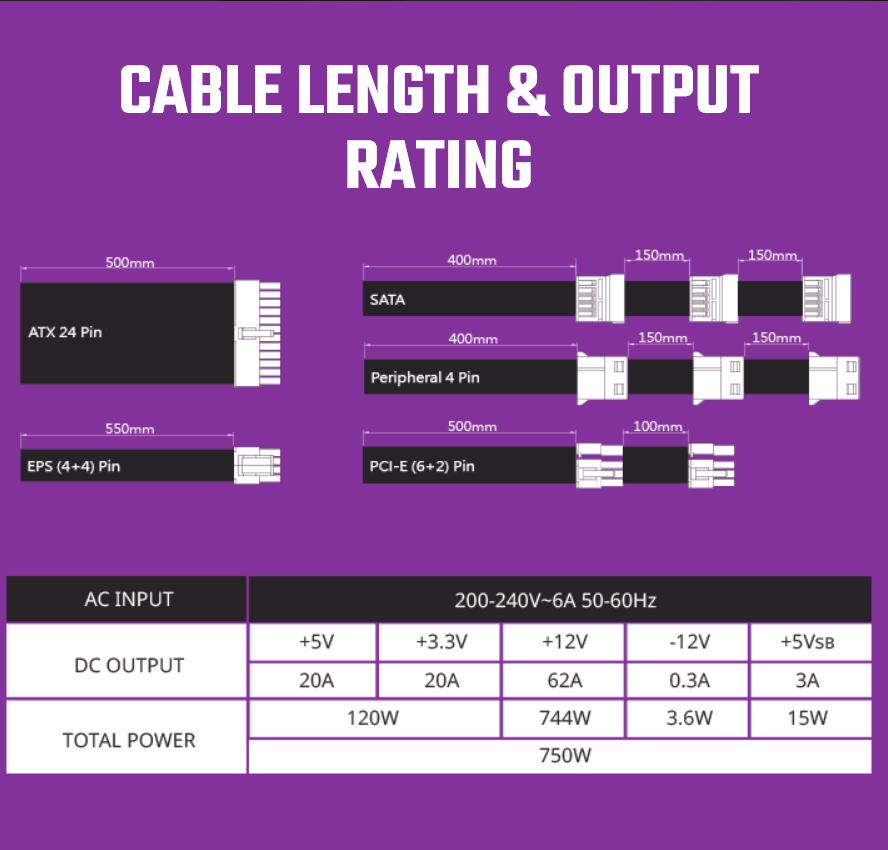 CABLE LENGTH & OUTPUT
RATING
500mm
ATX 24 Pin
400mm 150mm 150mm
SATA
400mm 150mm 150mm
Peripheral 4 Pin
550mm
EPS (4+4) Pin
500mm 100mm
PCI-E (6+2) Pin
AC INPUT 200-240V~6A 50-60Hz
DC OUTPUT
+5V +3.3V +12V -12V +5VSB
20A 20A 62A 0.3A 3A
TOTAL POWER
120W 744W 3.6W 15W
750W